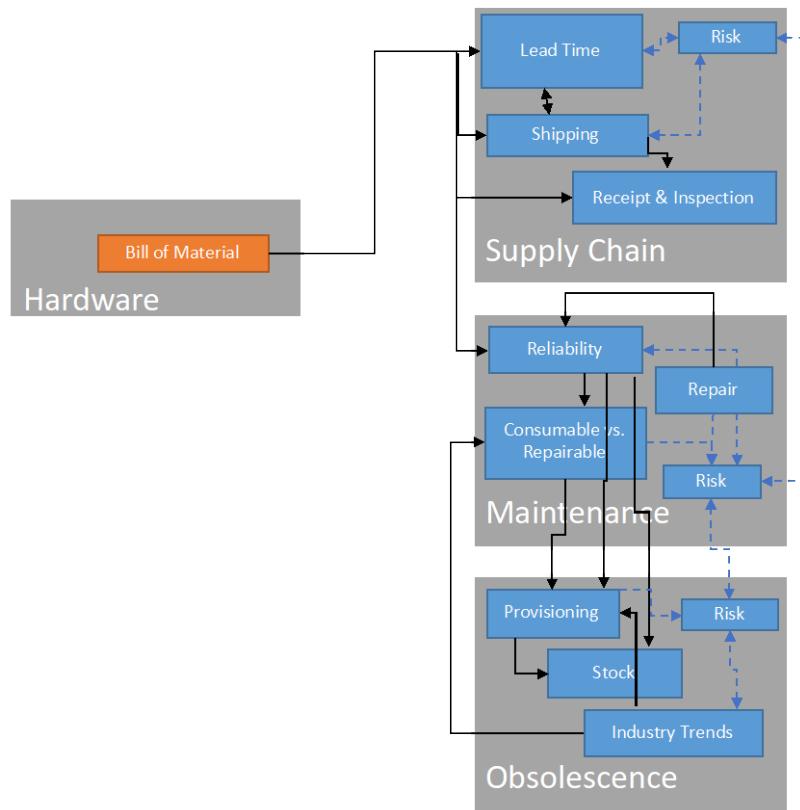 Lead Time
Risk
Shipping
Receipt & Inspection
Supply Chain
Bill of Material
Hardware
Reliability
Repair
Consumable vs.
Repairable
Risk
Maintenance
Provisioning
Risk
Stock
Industry Trends
Obsolescence